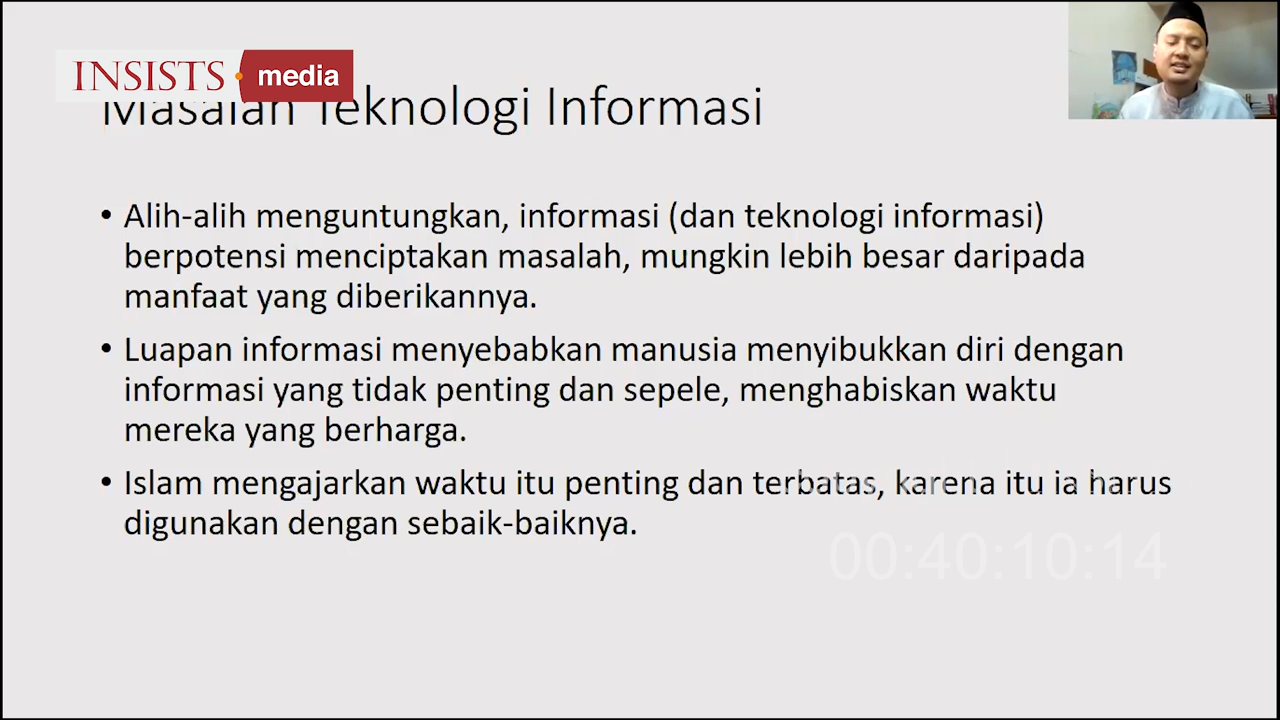 INSISTS media
Masalah Teknologi Informasi
• Alih-alih menguntungkan, informasi (dan teknologi informasi)
berpotensi menciptakan masalah, mungkin lebih besar daripada
manfaat yang diberikannya.
• Luapan informasi menyebabkan manusia menyibukkan diri dengan
informasi yang tidak penting dan sepele, menghabiskan waktu
mereka yang berharga.
• Islam mengajarkan waktu itu penting dan terbatas, karena itu ia harus
digunakan dengan sebaik-baiknya.
00:40:10:14